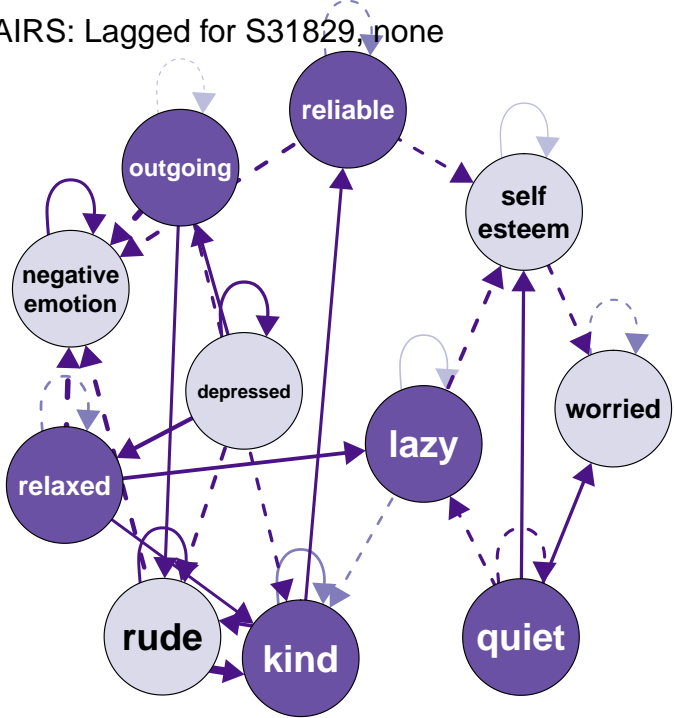 AIRS: Lagged for S31829, none
reliable
outgoing
self
esteem
negative
emotion
depressed
worried
lazy
relaxed
rude
kind
quiet